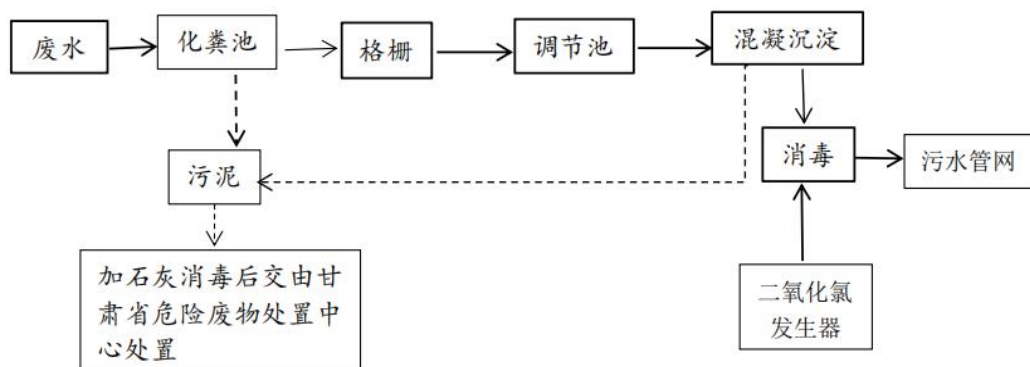 废水
化粪池
格栅
调节池
混凝沉淀
污泥
消毒
污水管网
加石灰消毒后交由甘
肃省危险废物处置中
心处置
二氧化氯
发生器